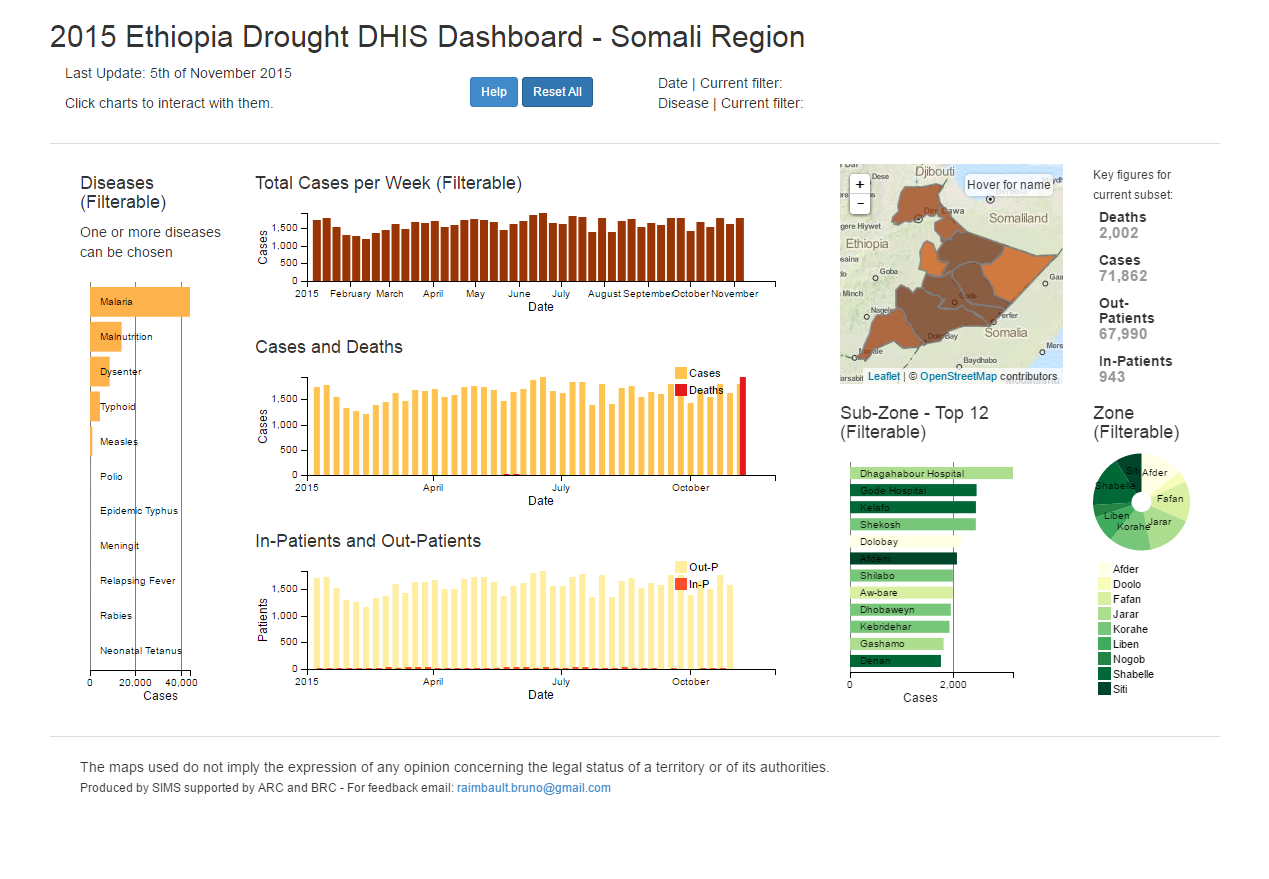 2015 Ethiopia Drought DHIS Dashboard - Somali Region
Last Update: 5th of November 2015
Click charts to interact with them.
Help
Reset All
Date | Current filter:
Disease | Current filter:
Diseases
(Filterable)
One or more diseases
can be chosen
Malaria
Malnutrition
Dysenter
Typhoid
Measles
Polio
Epidemic Typhus
Meningit
Relapsing Fever
Rabies
Neonatal Tetanus
0 20,000 40,000
Cases
Total Cases per Week (Filterable)
Cases
1,500
1,000
500
0
2015 February March April May June July August September October November
Date
Cases and Deaths
Cases
Deaths
Cases
1,500
1,000
500
0
2015 April July October
Date
In-Patients and Out-Patients
Out-P
In-P
Patients
1,500
1,000
500
0
2015 April July October
Date
+
-
Hover for name
Djibouti
Dese
Dire Dawa
Somaliland
gere Hiywet
Ethiopia
Goba
Minch
Gode
Ferfer
Somalia
Baydhabo
Leaflet | © OpenStreetMap contributors
Key figures for
current subset:
Deaths
2,002
Cases
71,862
Out-
Patients
67,990
In-Patients
943
Sub-Zone - Top 12
(Filterable)
Dhagahabour Hospital
Gode Hospital
Kelafo
Shekosh
Dolobay
Afdem
Shilabo
Aw-bare
Dhobaweyn
Kebridehar
Gashamo
Denan
0 2,000
Cases
Zone
(Filterable)
Siti Afder
Shabelle
Fafan
Liben
Jarar
Korahe
Afder
Doolo
Fafan
Jarar
Korahe
Liben
Nogob
Shabelle
Siti
The maps used do not imply the expression of any opinion concerning the legal status of a territory or of its authorities.
Produced by SIMS supported by ARC and BRC - For feedback email: raimbault.bruno@gmail.com